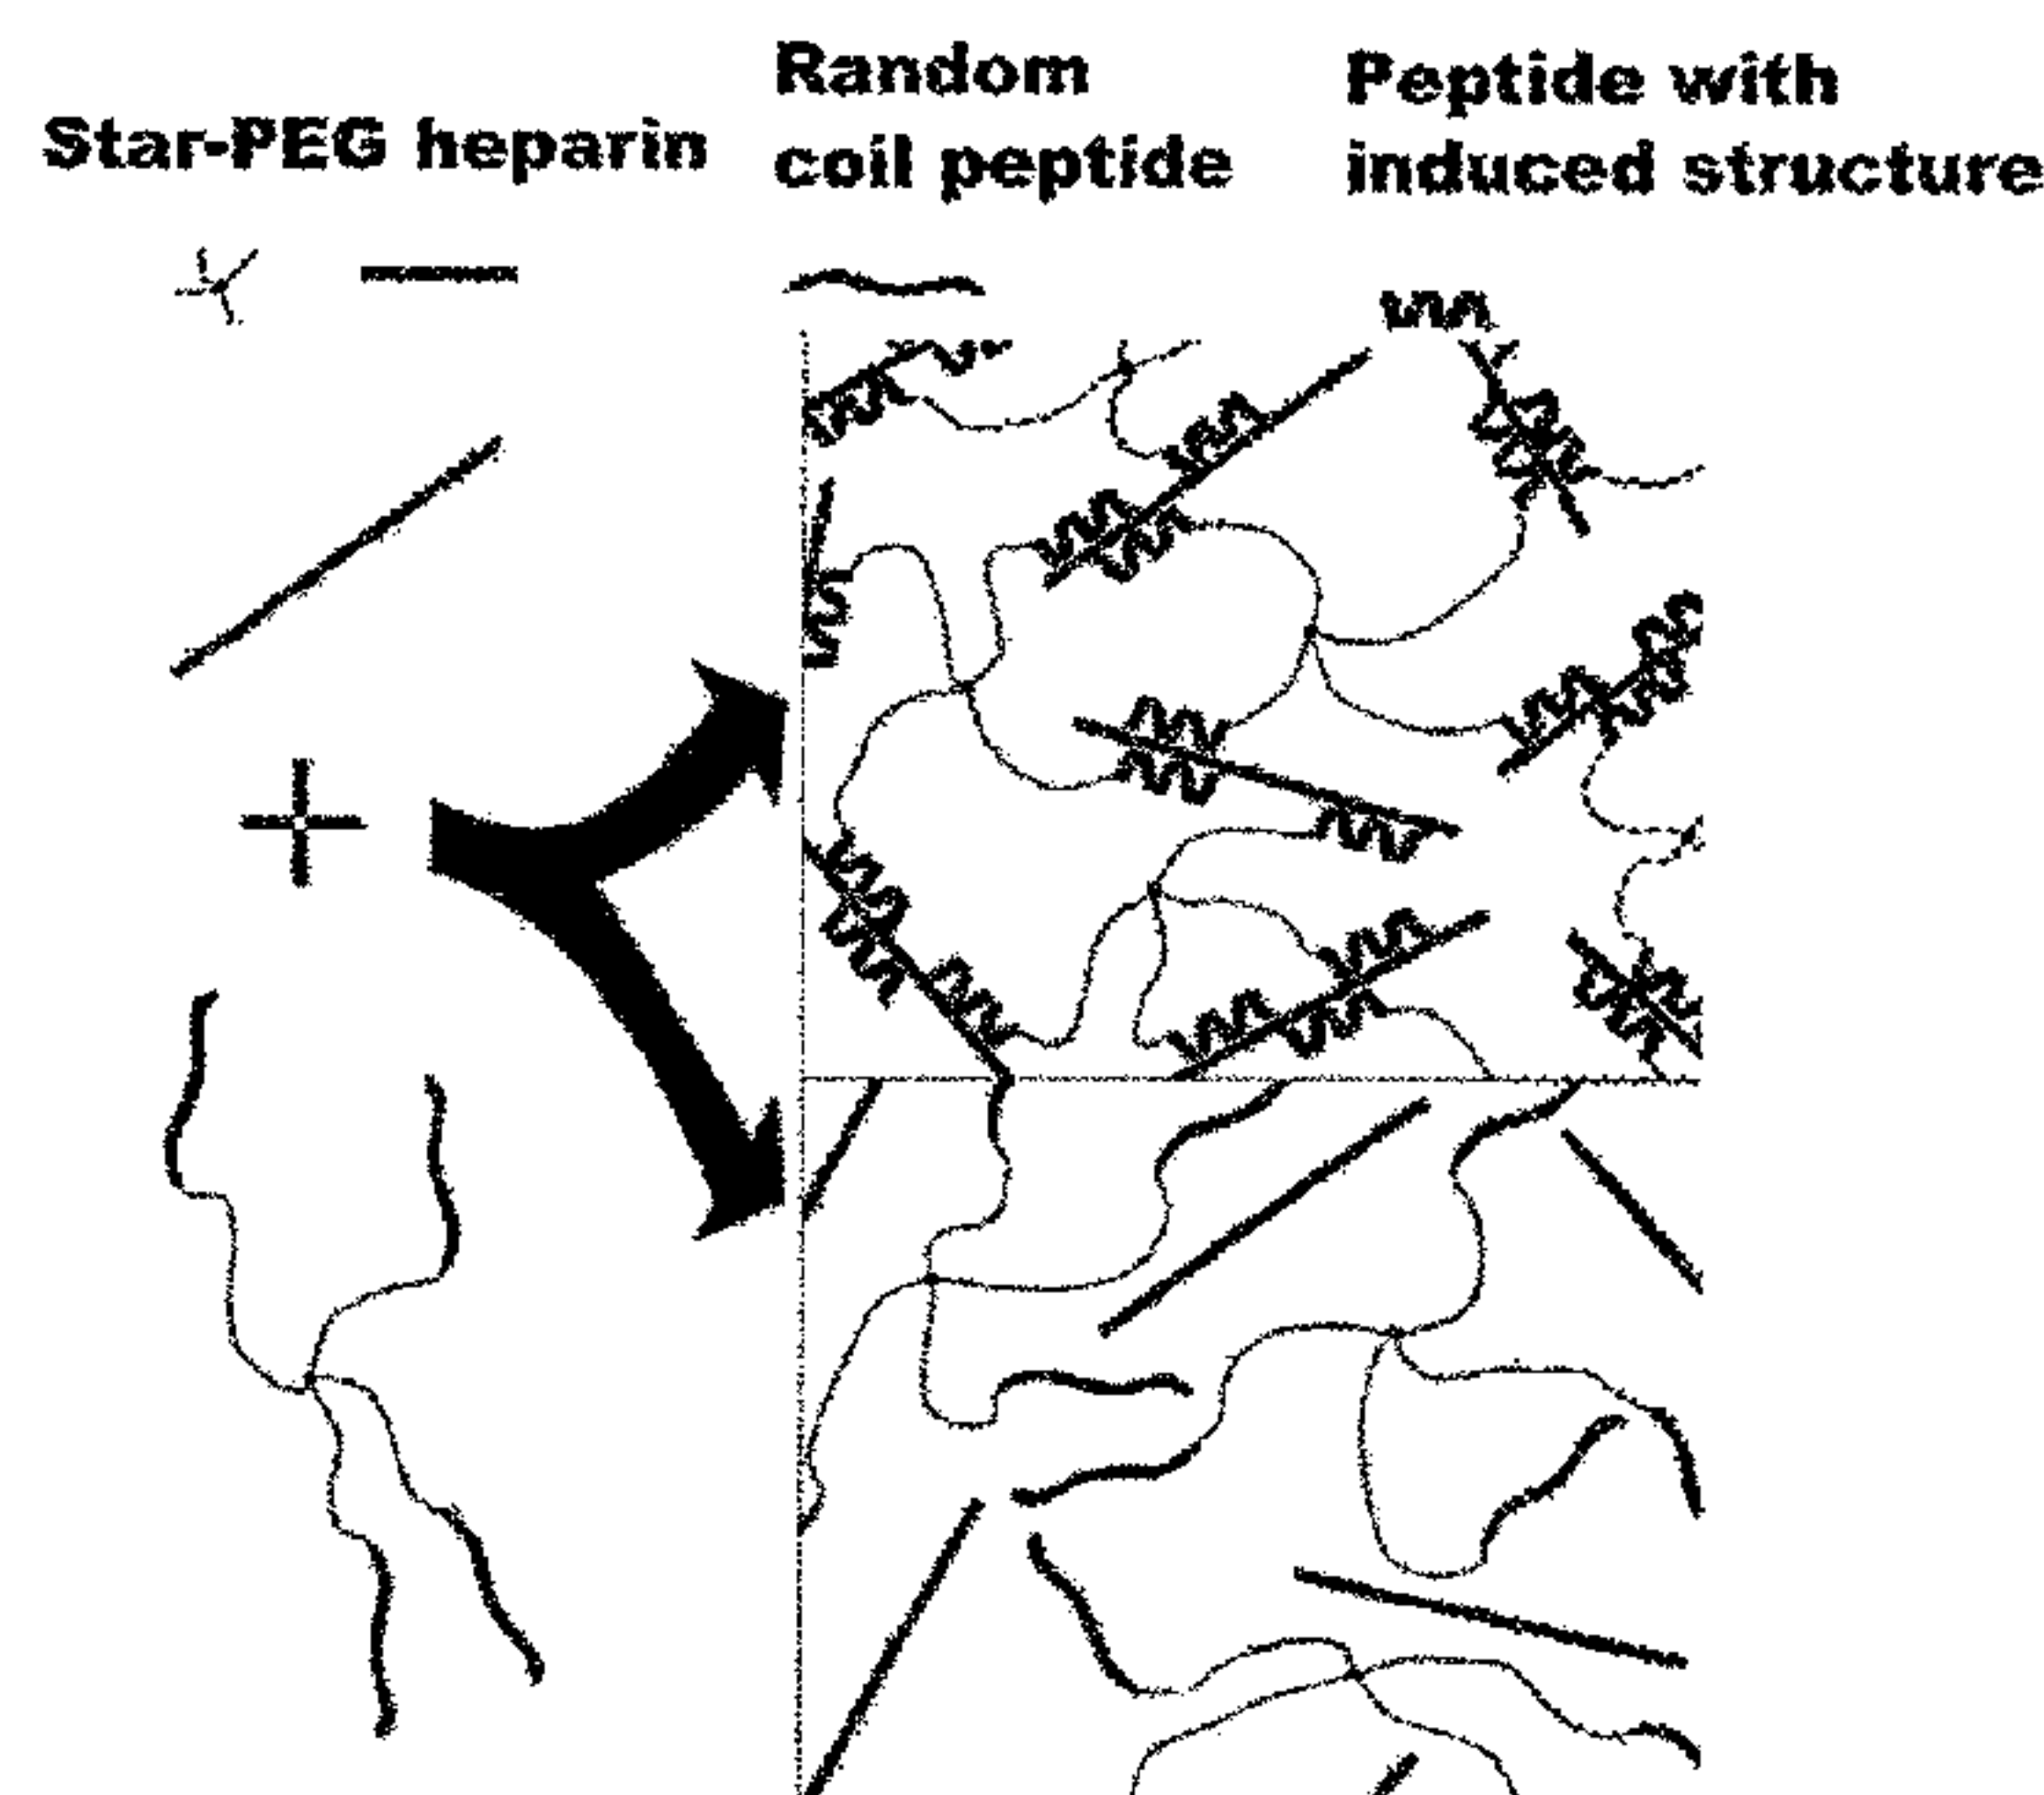 Star-PEG heparin
Random
coil peptide
Peptide with
induced structure